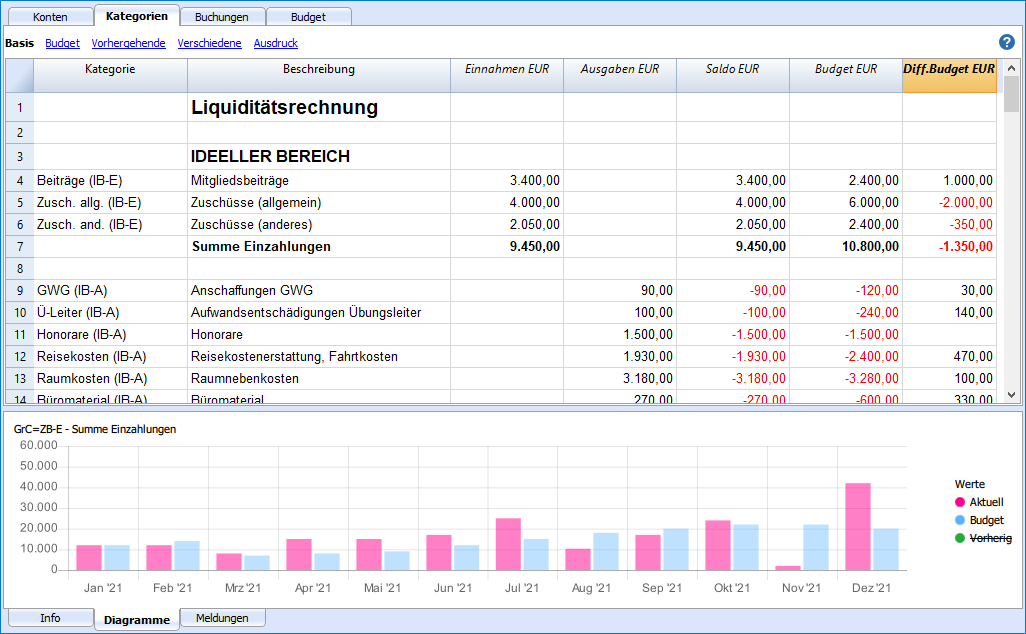 Konten Kategorien Buchungen Budget
Basis Budget Vorhergehende Verschiedene Ausdruck ?
Kategorie Beschreibung Einnahmen EUR Ausgaben EUR Saldo EUR Budget EUR Diff.Budget EUR
1 Liquiditätsrechnung
2
3 IDEELLER BEREICH
4 Beiträge (IB-E) Mitgliedsbeiträge 3.400,00 3.400,00 2.400,00 1.000,00
5 Zusch. allg. (IB-E) Zuschüsse (allgemein) 4.000,00 4.000,00 6.000,00 -2.000,00
6 Zusch. and. (IB-E) Zuschüsse (anderes) 2.050,00 2.050,00 2.400,00 -350,00
7 Summe Einzahlungen 9.450,00 9.450,00 10.800,00 -1.350,00
8
9 GWG (IB-A) Anschaffungen GWG 90,00 -90,00 -120,00 30,00
10 Ü-Leiter (IB-A) Aufwandsentschädigungen Übungsleiter 100,00 -100,00 -240,00 140,00
11 Honorare (IB-A) Honorare 1.500,00 -1.500,00 -1.500,00
12 Reisekosten (IB-A) Reisekostenerstattung, Fahrtkosten 1.930,00 -1.930,00 -2.400,00 470,00
13 Raumkosten (IB-A) Raumnebenkosten 3.180,00 -3.180,00 -3.280,00 100,00
14 Büromaterial (IB-A) Büromaterial 270,00 -270,00 -600,00 330,00
GrC=ZB-E - Summe Einzahlungen
60.000
50.000
40.000
30.000
20.000
10.000
0
Jan '21 Feb '21 Mrz '21 Apr '21 Mai '21 Jun '21 Jul '21 Aug '21 Sep '21 Okt '21 Nov '21 Dez '21
Werte
Aktuell
Budget
Vorherig
Info Diagramme Meldungen